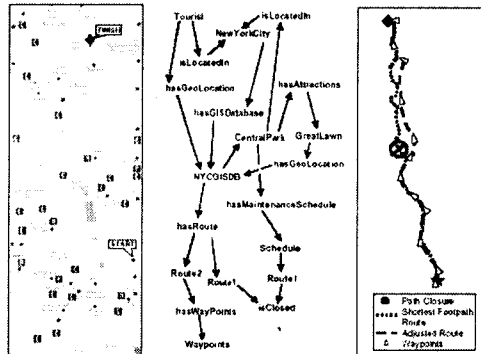 FINISH
START
Tourist
isLocatedIn
NewYorkCity
isLocatedIn
hasGeoLocation
hasGISDatabase
hasAttractions
CentralPark
GreatLawn
hasGeoLocation
NYCGISDB
hasMaintenanceSchedule
hasRoute
Schedule
Route2
Route1
Route1
hasWayPoints
isClosed
Waypoints
Path Closure
Shortest Footpath
Route
Adjusted Route
Waypoints